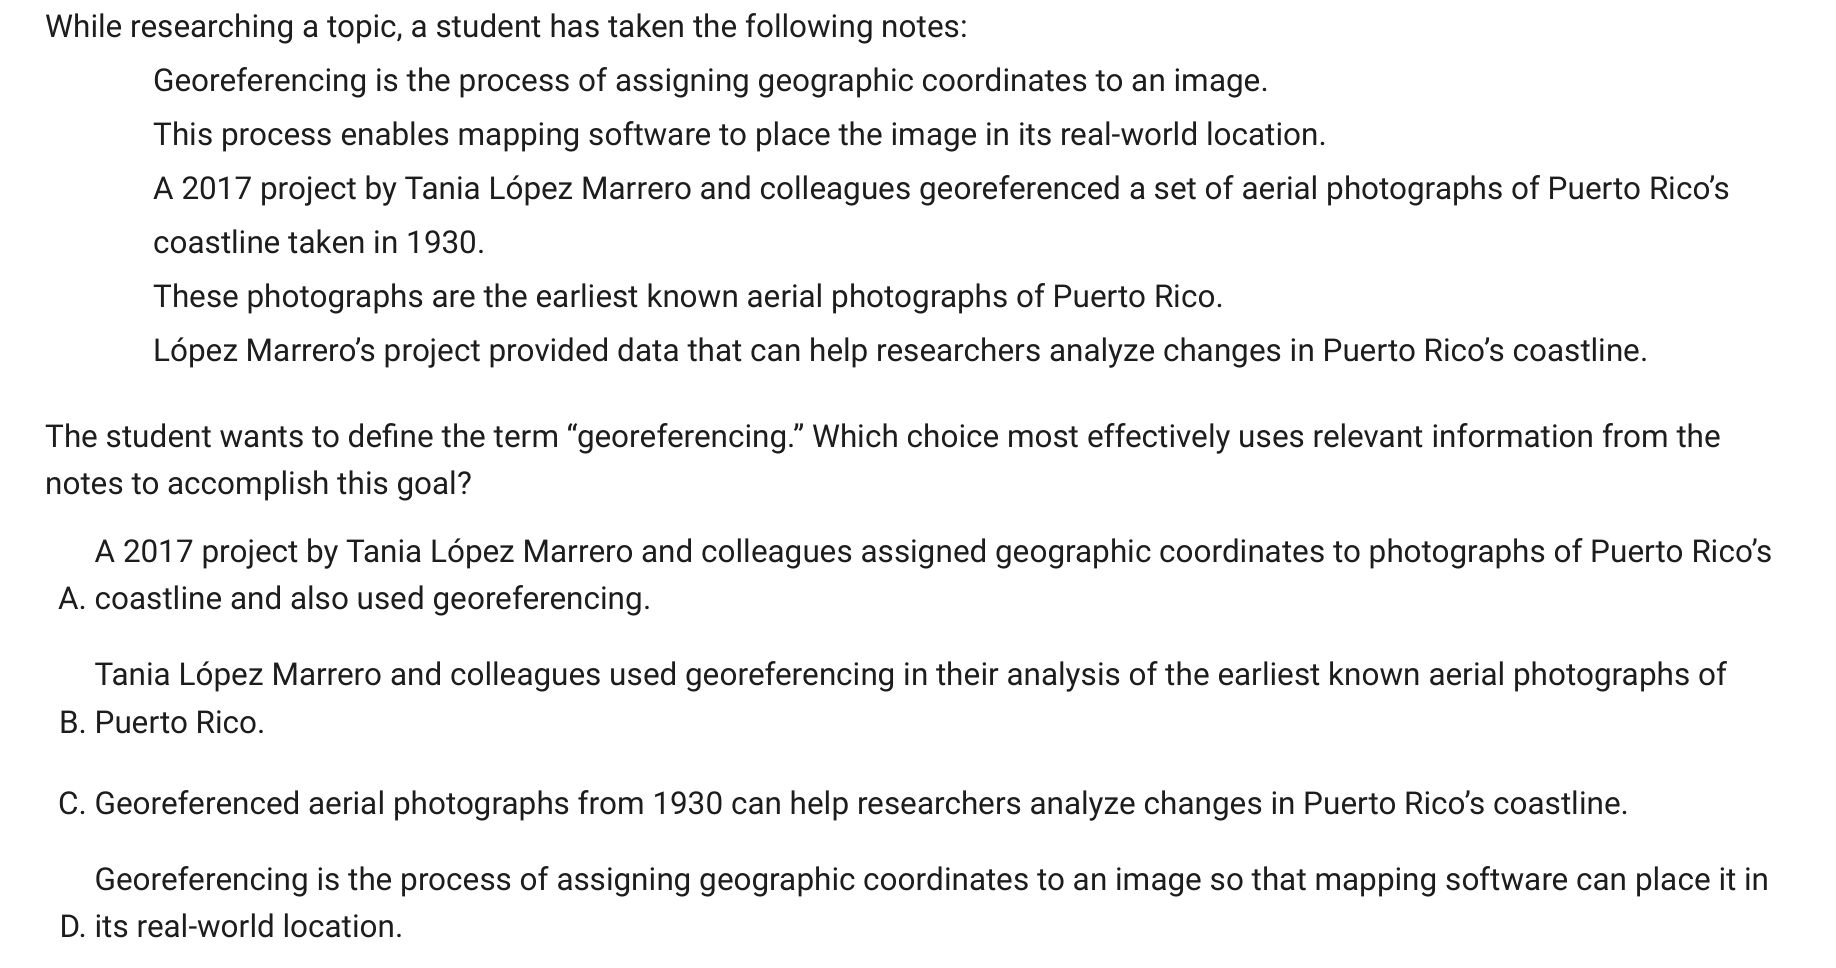 While researching a topic, a student has taken the following notes:
Georeferencing is the process of assigning geographic coordinates to an image.
This process enables mapping software to place the image in its real-world location.
A 2017 project by Tania López Marrero and colleagues georeferenced a set of aerial photographs of Puerto Rico’s
coastline taken in 1930.
These photographs are the earliest known aerial photographs of Puerto Rico.
López Marrero’s project provided data that can help researchers analyze changes in Puerto Rico’s coastline.
The student wants to define the term “georeferencing.” Which choice most effectively uses relevant information from the
notes to accomplish this goal?
A 2017 project by Tania López Marrero and colleagues assigned geographic coordinates to photographs of Puerto Rico’s
A. coastline and also used georeferencing.
Tania López Marrero and colleagues used georeferencing in their analysis of the earliest known aerial photographs of
B. Puerto Rico.
C. Georeferenced aerial photographs from 1930 can help researchers analyze changes in Puerto Rico’s coastline.
Georeferencing is the process of assigning geographic coordinates to an image so that mapping software can place it in
D. its real-world location.